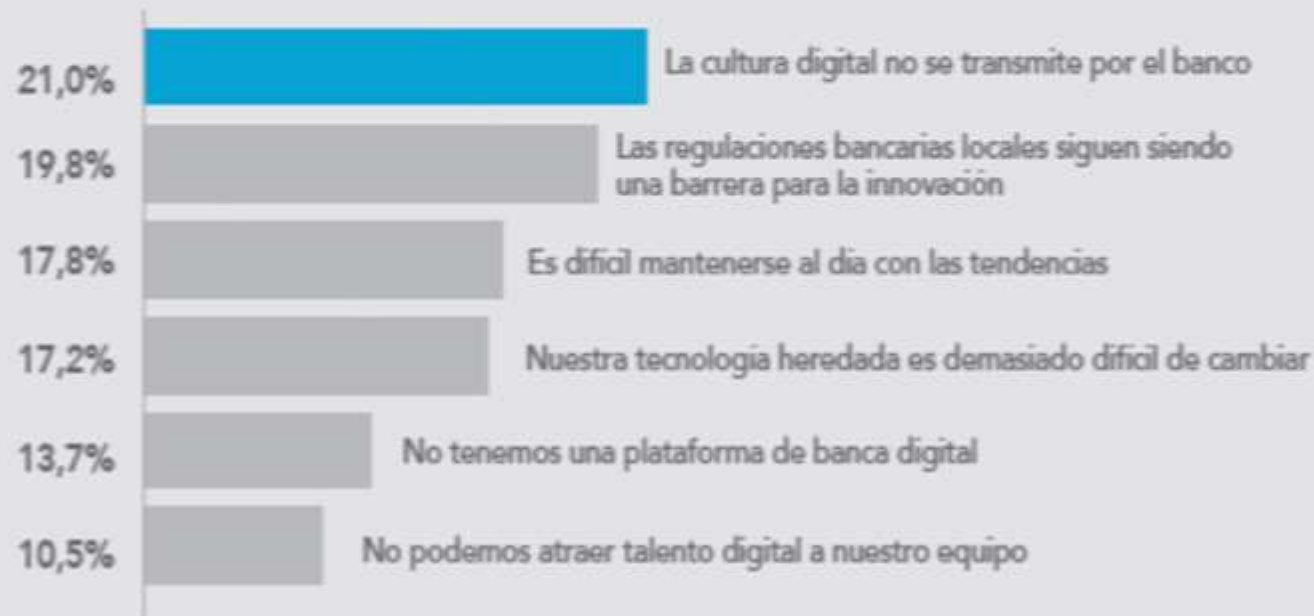 21,0%
La cultura digital no se transmite por el banco
19,8%
Las regulaciones bancarias locales siguen siendo
una barrera para la innovación
17,8%
Es difícil mantenerse al día con las tendencias
17,2%
Nuestra tecnología heredada es demasiado difícil de cambiar
13,7%
No tenemos una plataforma de banca digital
10,5%
No podemos atraer talento digital a nuestro equipo